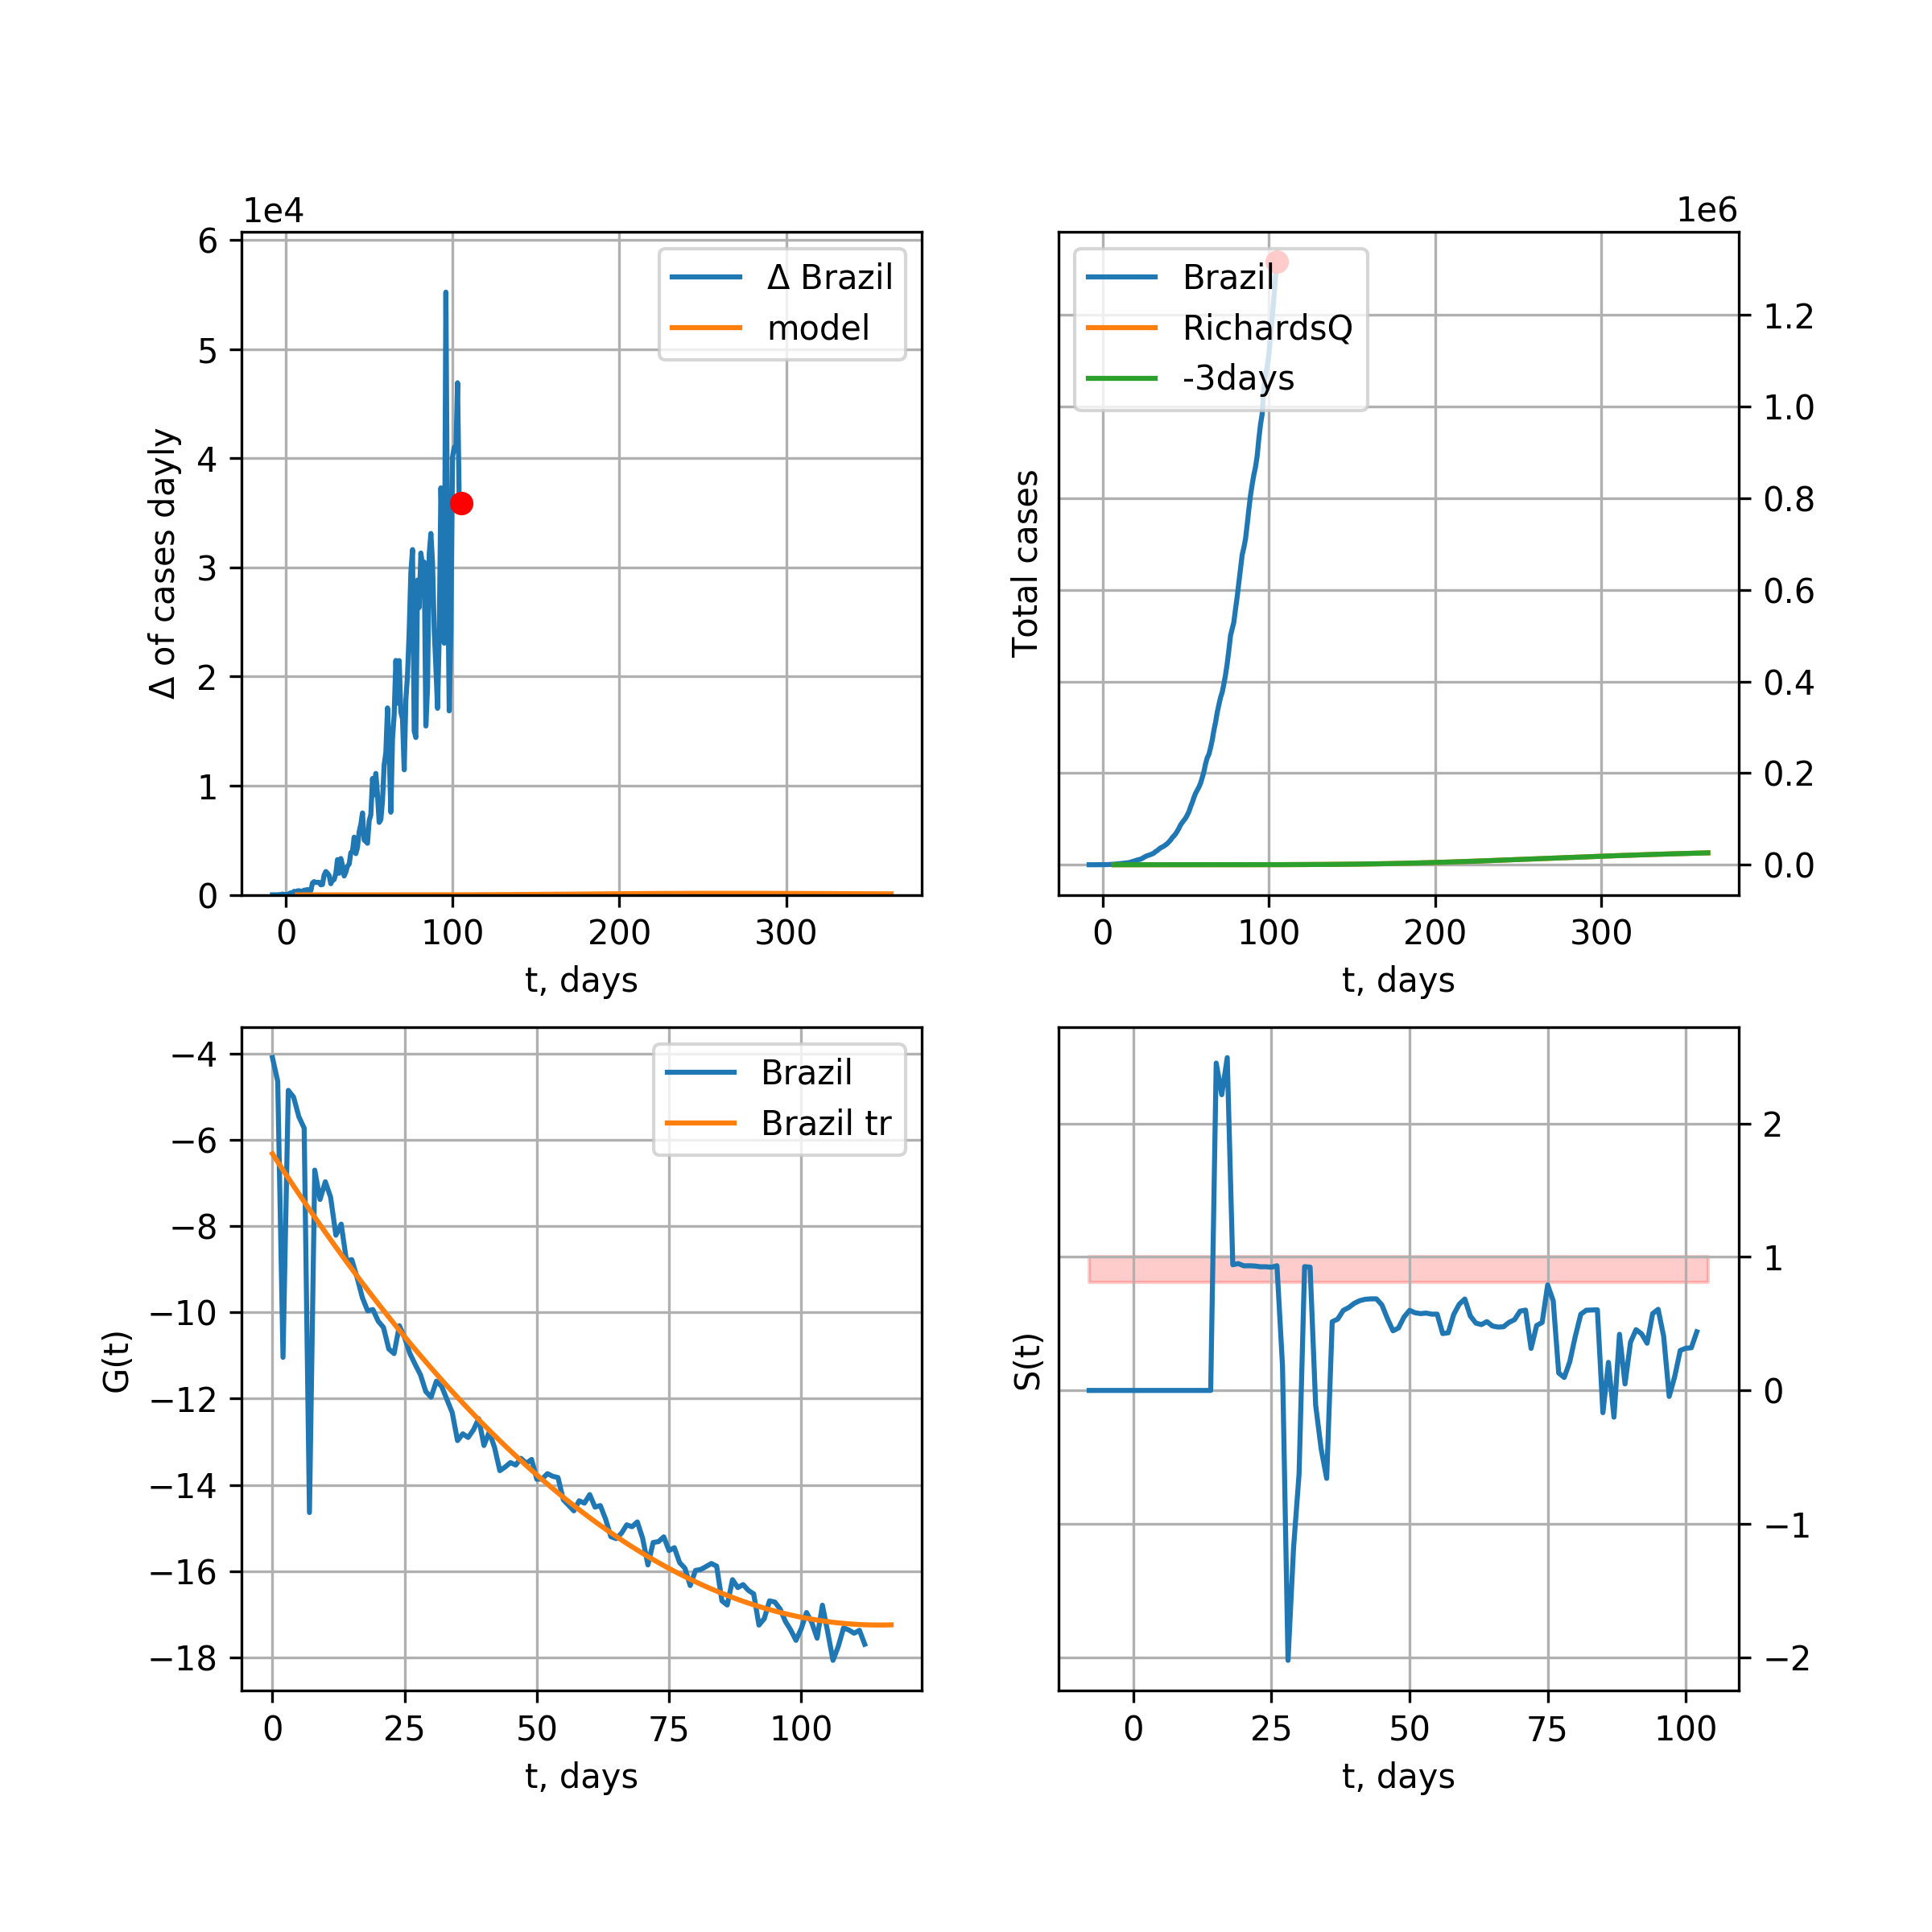 1e4
6
5
4
3
2
1
0
Δ of cases dayly
Δ Brazil
model
0 100 200 300
t, days
1e6
Total cases
Brazil
RichardsQ
-3days
1.2
1.0
0.8
0.6
0.4
0.2
0.0
0 100 200 300
t, days
−4
−6
−8
−10
−12
−14
−16
−18
G(t)
Brazil
Brazil tr
0 25 50 75 100
t, days
S(t)
2
1
0
−1
−2
0 25 50 75 100
t, days